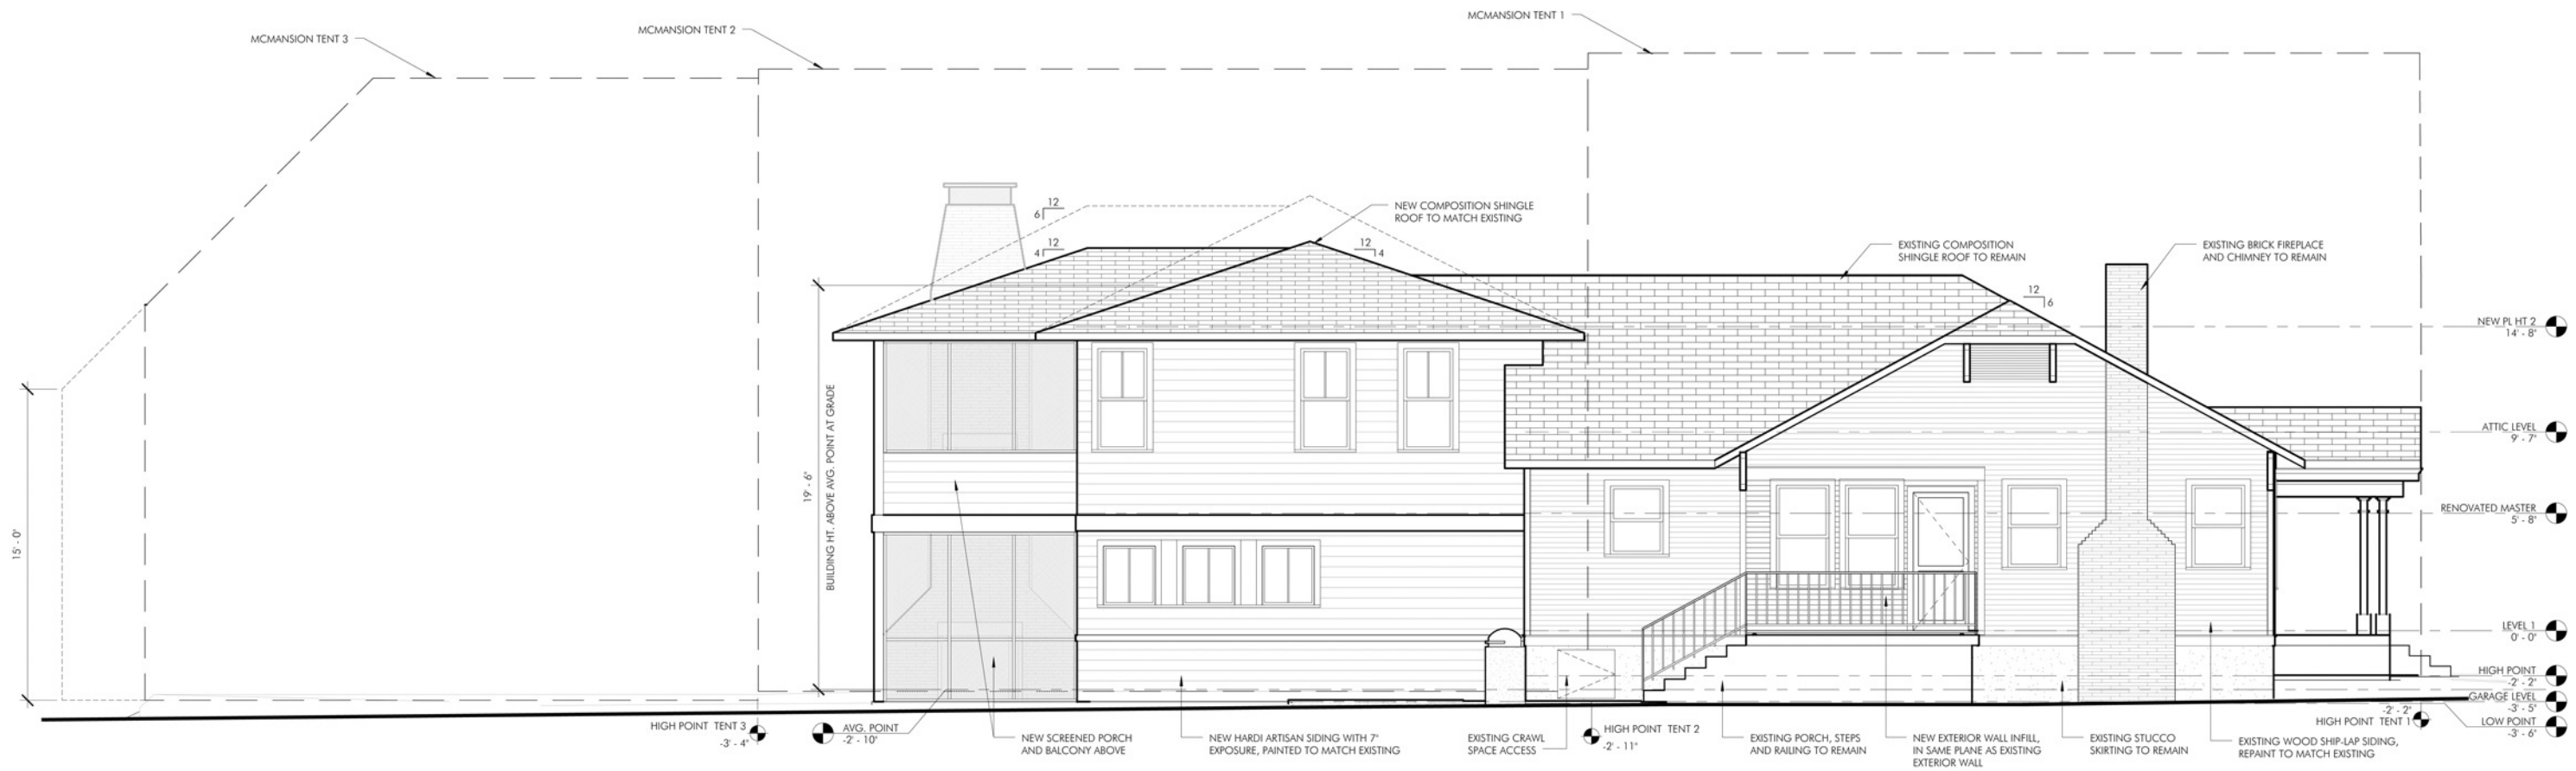 MCMANSION TENT 3
MCMANSION TENT 2
MCMANSION TENT 1
12
6
12
4
NEW COMPOSITION SHINGLE
ROOF TO MATCH EXISTING
12
4
EXISTING COMPOSITION
SHINGLE ROOF TO REMAIN
EXISTING BRICK FIREPLACE
AND CHIMNEY TO REMAIN
12
6
NEW PL HT 2
14' - 8"
ATTIC LEVEL
9' - 7"
RENOVATED MASTER
5' - 8"
LEVEL 1
0' - 0"
HIGH POINT
-2' - 2"
GARAGE LEVEL
-3' - 5"
LOW POINT
-3' - 6"
15' - 0"
19' - 6"
BUILDING HT. ABOVE AVG. POINT AT GRADE
HIGH POINT TENT 3
-3' - 4"
AVG. POINT
-2' - 10"
NEW SCREENED PORCH
AND BALCONY ABOVE
NEW HARDI ARTISAN SIDING WITH 7"
EXPOSURE, PAINTED TO MATCH EXISTING
EXISTING CRAWL
SPACE ACCESS
HIGH POINT TENT 2
-2' - 11"
EXISTING PORCH, STEPS
AND RAILING TO REMAIN
NEW EXTERIOR WALL INFILL,
IN SAME PLANE AS EXISTING
EXTERIOR WALL
EXISTING STUCCO
SKIRTING TO REMAIN
EXISTING WOOD SHIP-LAP SIDING,
REPAINT TO MATCH EXISTING
-2' - 2"
HIGH POINT TENT 1